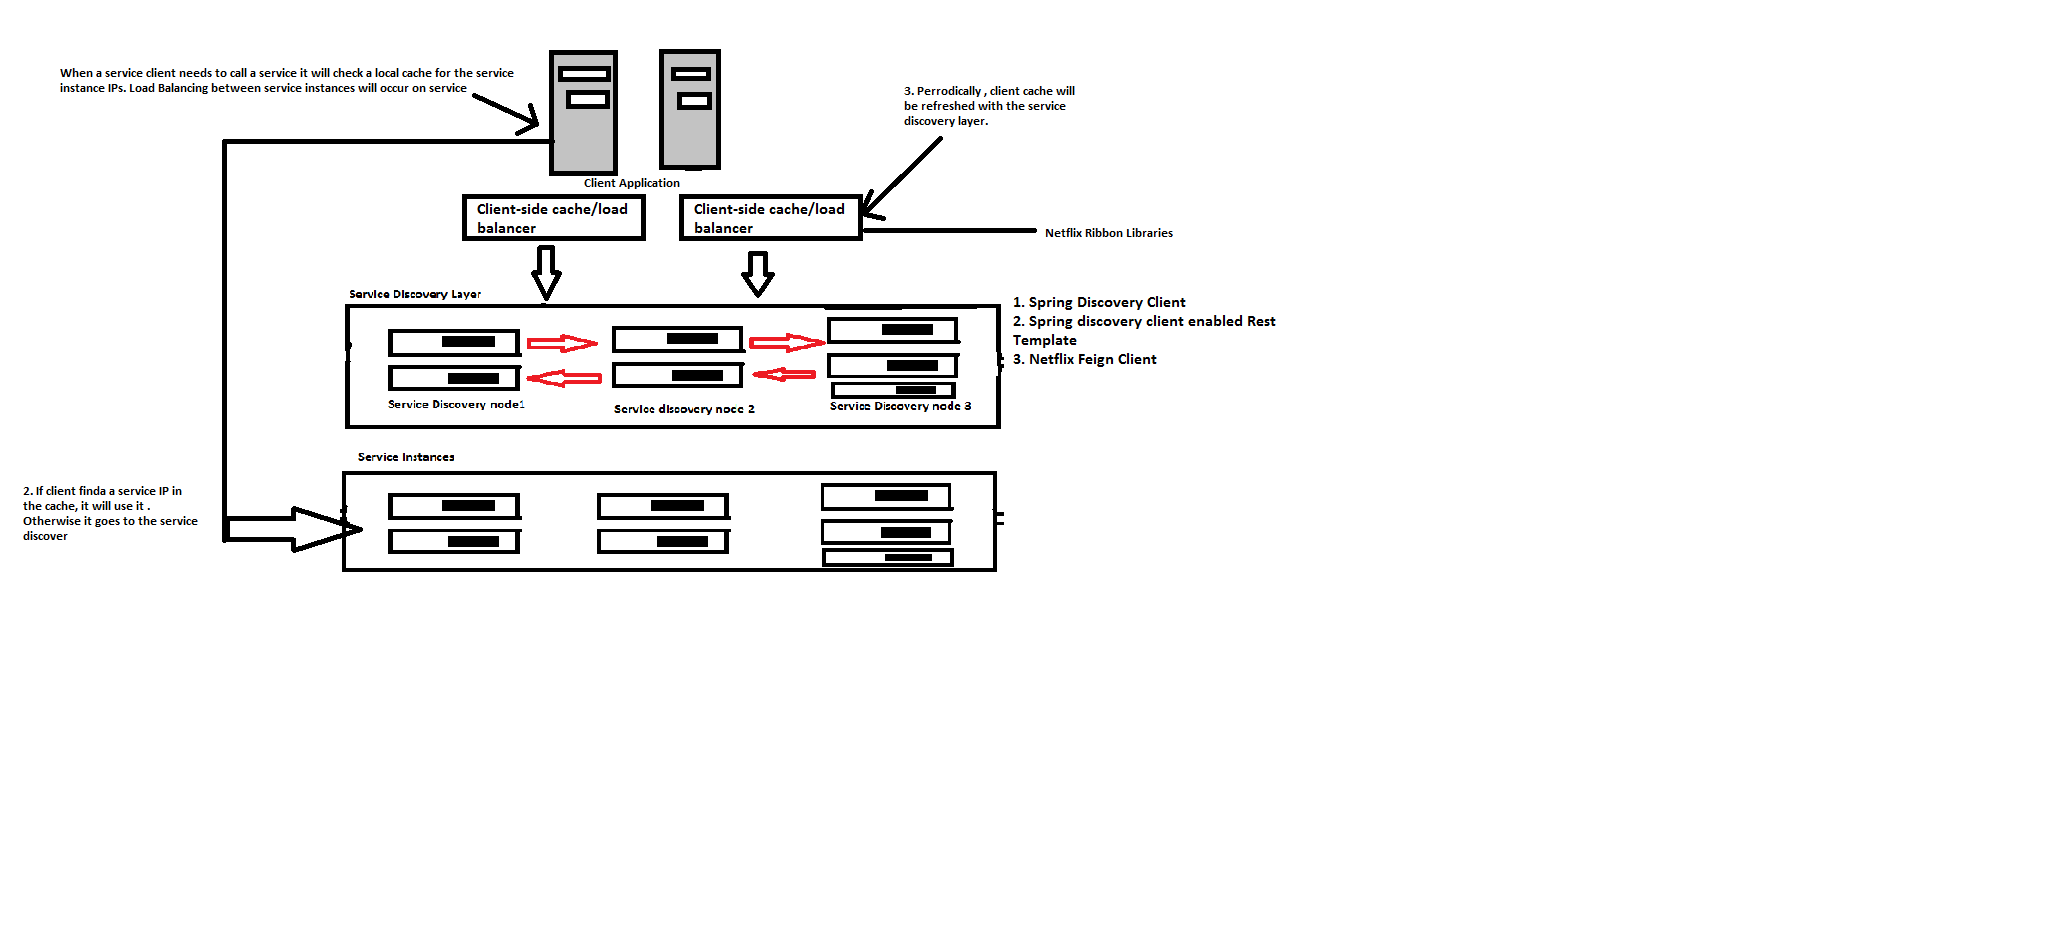 When a service client needs to call a service it will check a local cache for the service
instance IPs. Load Balancing between service instances will occur on service
3. Perrodically , client cache will
be refreshed with the service
discovery layer.
Client Application
Client-side cache/load
balancer
Client-side cache/load
balancer
Netflix Ribbon Libraries
Service Discovery Layer
1. Spring Discovery Client
2. Spring discovery client enabled Rest
Template
3. Netflix Feign Client
Service Discovery node1
Service discovery node 2
Service Discovery node 3
Service Instances
2. If client finda a service IP in
the cache, it will use it .
Otherwise it goes to the service
discover